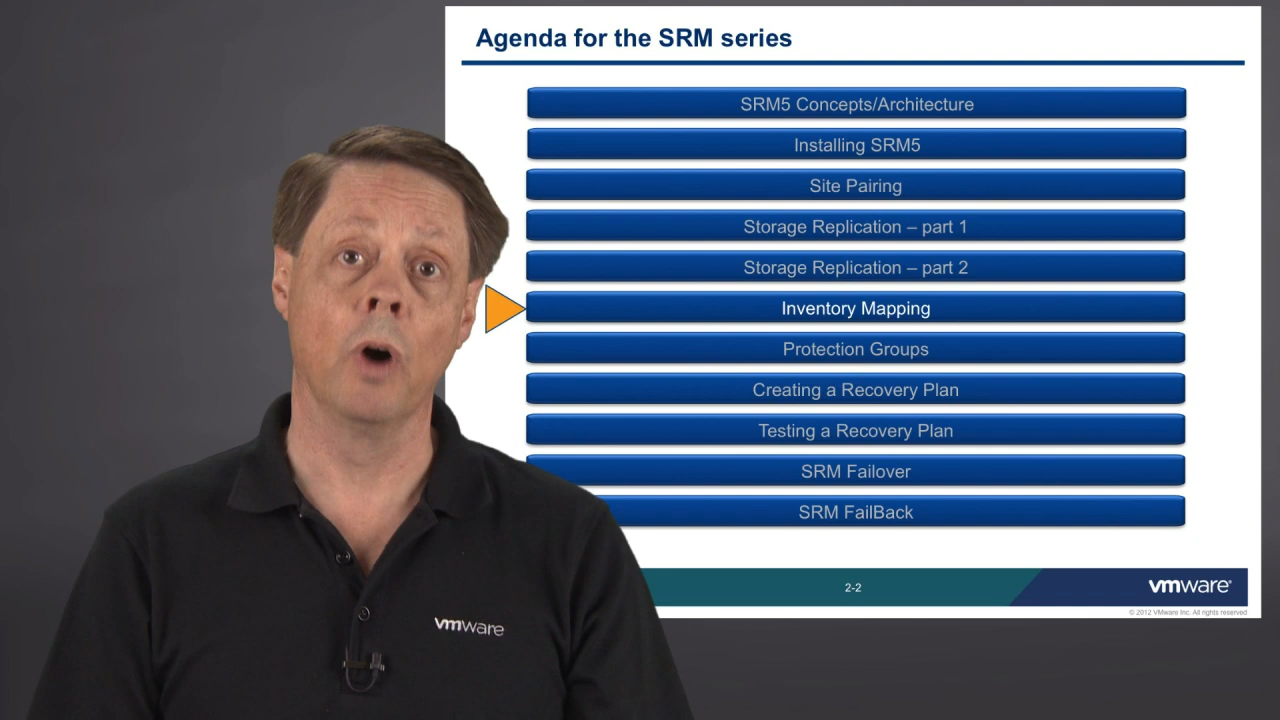 Agenda for the SRM series
SRM5 Concepts/Architecture
Installing SRM5
Site Pairing
Storage Replication – part 1
Storage Replication – part 2
Inventory Mapping
Protection Groups
Creating a Recovery Plan
Testing a Recovery Plan
SRM Failover
SRM FailBack
2-2
vmware®
© 2012 VMware Inc. All rights reserved
vmware